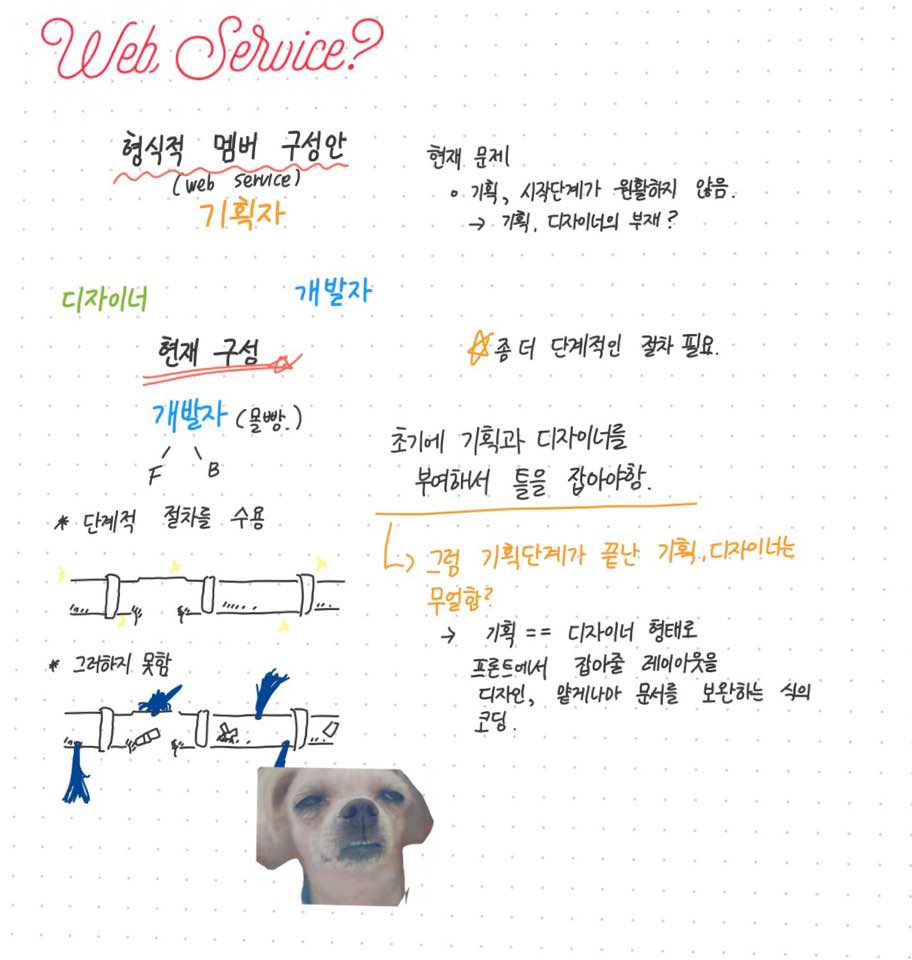 Web Service?
형식적 멤버 구성안
(web service)
기획자
디자이너
개발자
현재 구성
개발자 (몰빵.)
F B
* 단계적 절차를 수용
* 그러하지 못함
현재 문제
기획, 시작단계가 원활하지 않음.
→ 기획, 디자이너의 부재?
☆ 좀 더 단계적인 절차 필요.
초기에 기획과 디자이너를
부여해서 틀을 잡아야함.
↳ 그럼 기획단계가 끝난 기획, 디자이너는
무얼함?
→ 기획 == 디자이너 형태로
프론트에서 잡아줄 레이아웃을
디자인, 얕게나마 문서를 보완하는 식의
코딩.